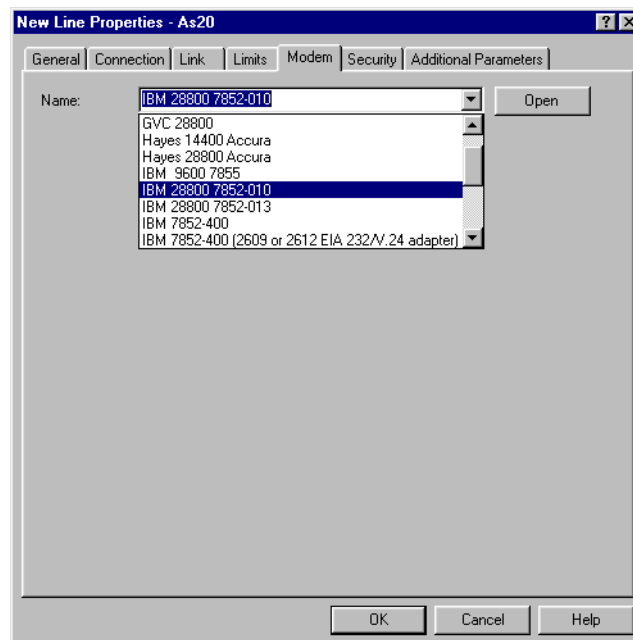 New Line Properties - As20
General Connection Link Limits Modem Security Additional Parameters
Name: IBM 28800 7852-010 Open
GVC 28800
Hayes 14400 Accura
Hayes 28800 Accura
IBM  9600 7855
IBM 28800 7852-010
IBM 28800 7852-013
IBM 7852-400
IBM 7852-400 (2609 or 2612 EIA 232/V.24 adapter)
OK Cancel Help